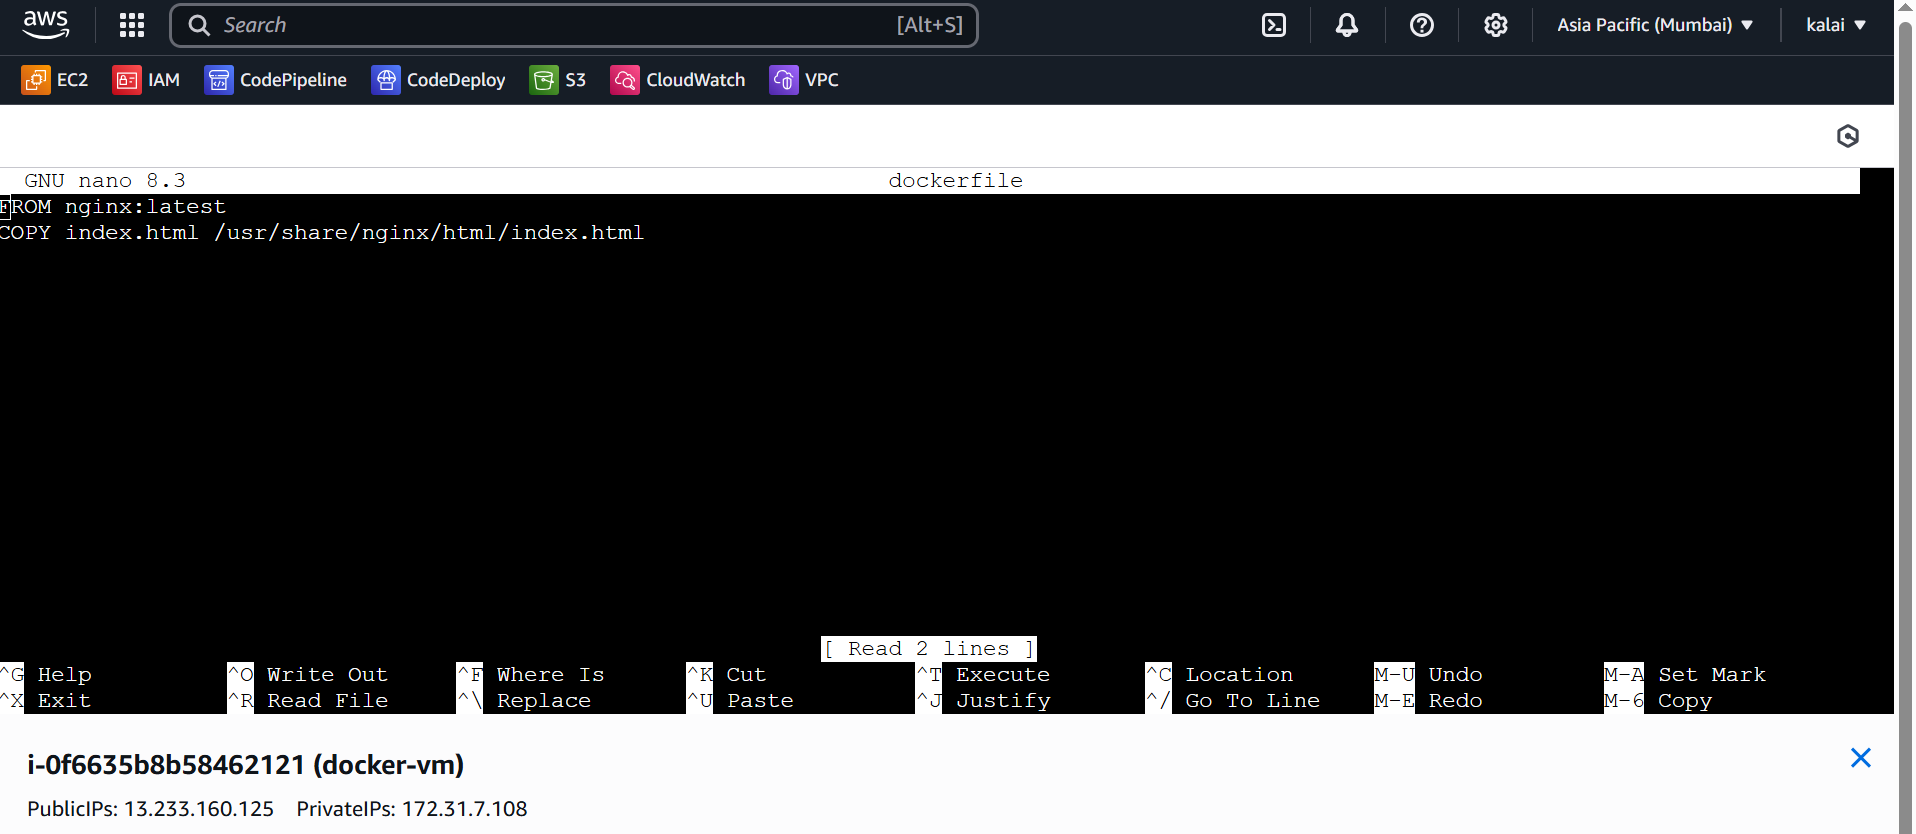 aws Search [Alt+S] Asia Pacific (Mumbai) kalai
EC2 IAM CodePipeline CodeDeploy S3 CloudWatch VPC
GNU nano 8.3 dockerfile
FROM nginx:latest
COPY index.html /usr/share/nginx/html/index.html
[ Read 2 lines ]
^G Help ^O Write Out ^F Where Is ^K Cut ^T Execute ^C Location M-U Undo M-A Set Mark
^X Exit ^R Read File ^\ Replace ^U Paste ^J Justify ^/ Go To Line M-E Redo M-6 Copy
i-0f6635b8b58462121 (docker-vm)
PublicIPs: 13.233.160.125 PrivateIPs: 172.31.7.108